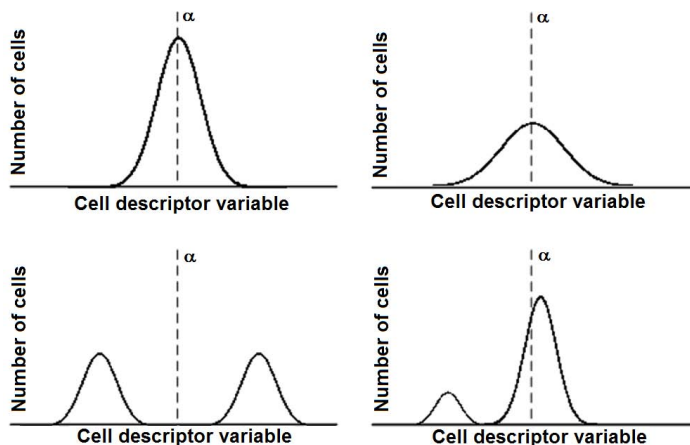 α
Number of cells
Cell descriptor variable
α
Number of cells
Cell descriptor variable
α
Number of cells
Cell descriptor variable
α
Number of cells
Cell descriptor variable